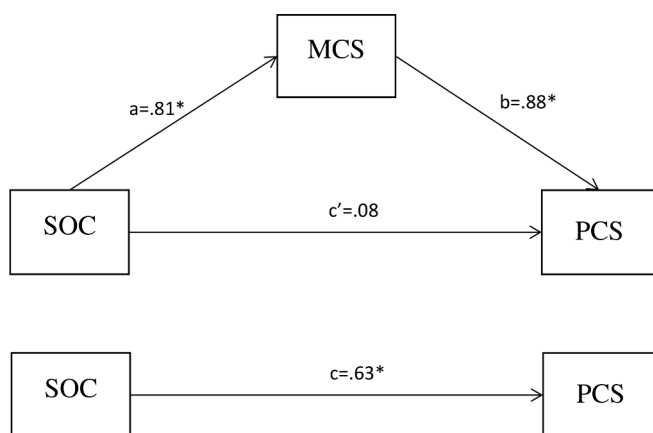 MCS
a=.81*
b=.88*
SOC
c’=.08
PCS
SOC
c=.63*
PCS